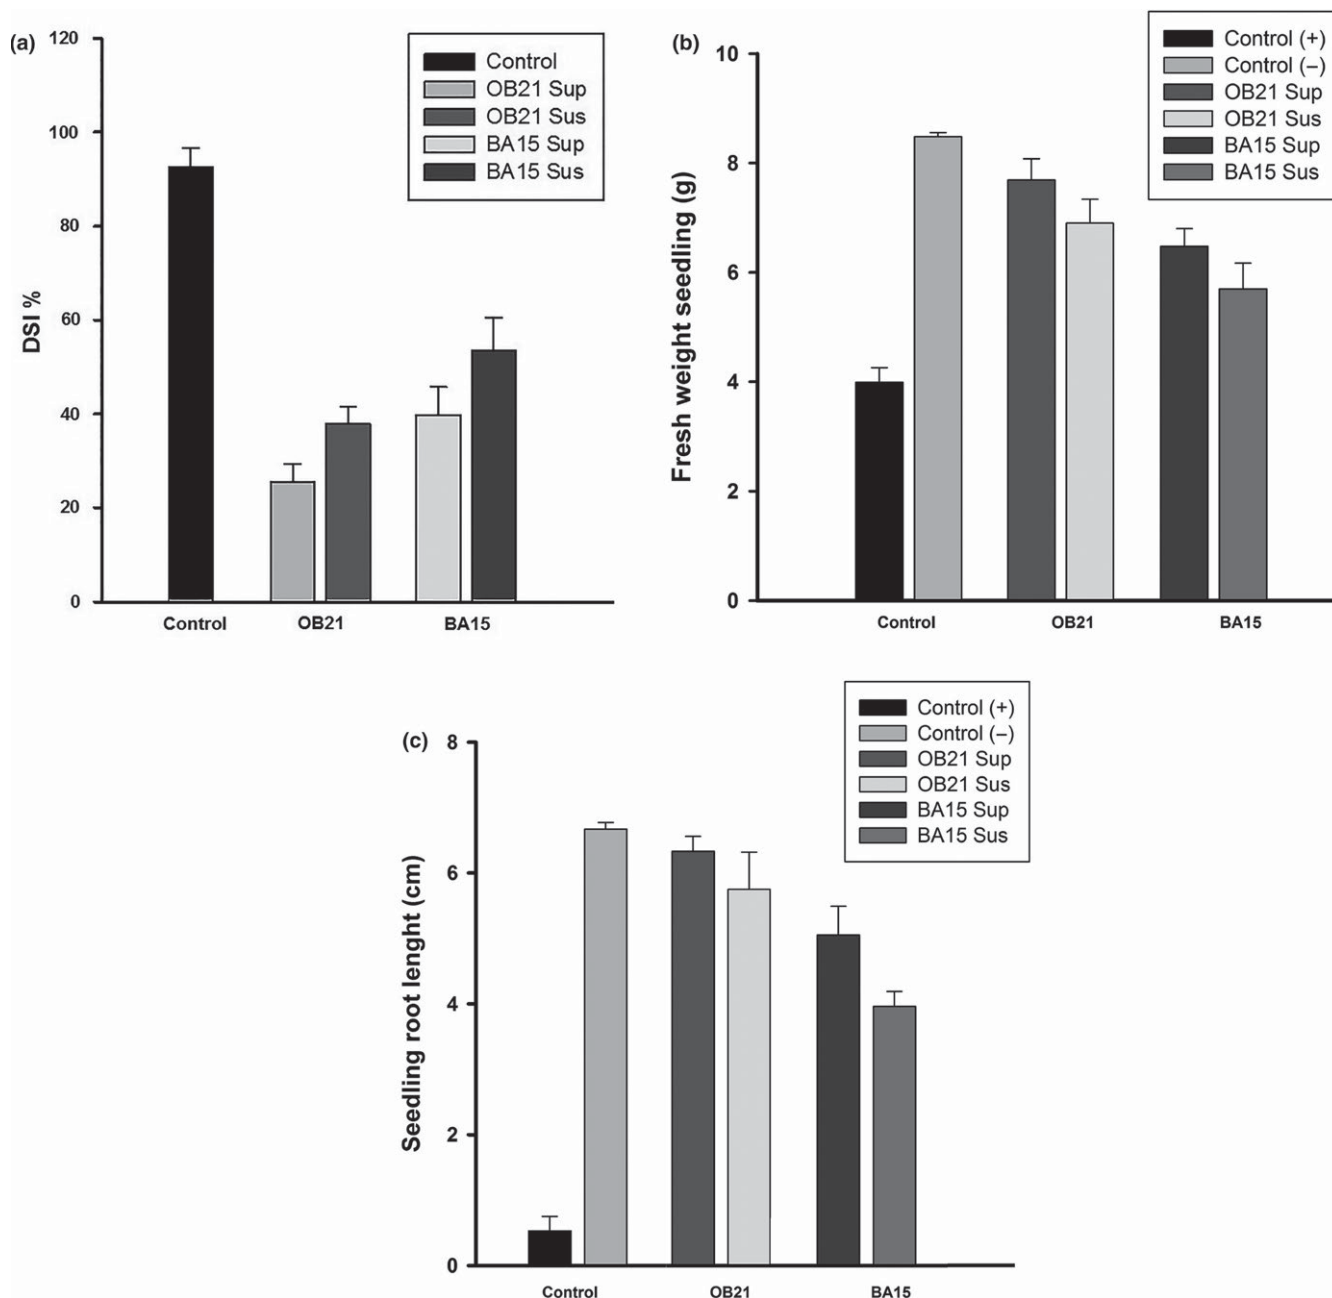 (a)
120
100
80
60
40
20
0
DSI %
Control
OB21 Sup
OB21 Sus
BA15 Sup
BA15 Sus
Control
OB21
BA15
(b)
10
8
6
4
2
0
Fresh weight seedling (g)
Control (+)
Control (–)
OB21 Sup
OB21 Sus
BA15 Sup
BA15 Sus
Control
OB21
BA15
(c)
8
6
4
2
0
Seedling root lenght (cm)
Control (+)
Control (–)
OB21 Sup
OB21 Sus
BA15 Sup
BA15 Sus
Control
OB21
BA15